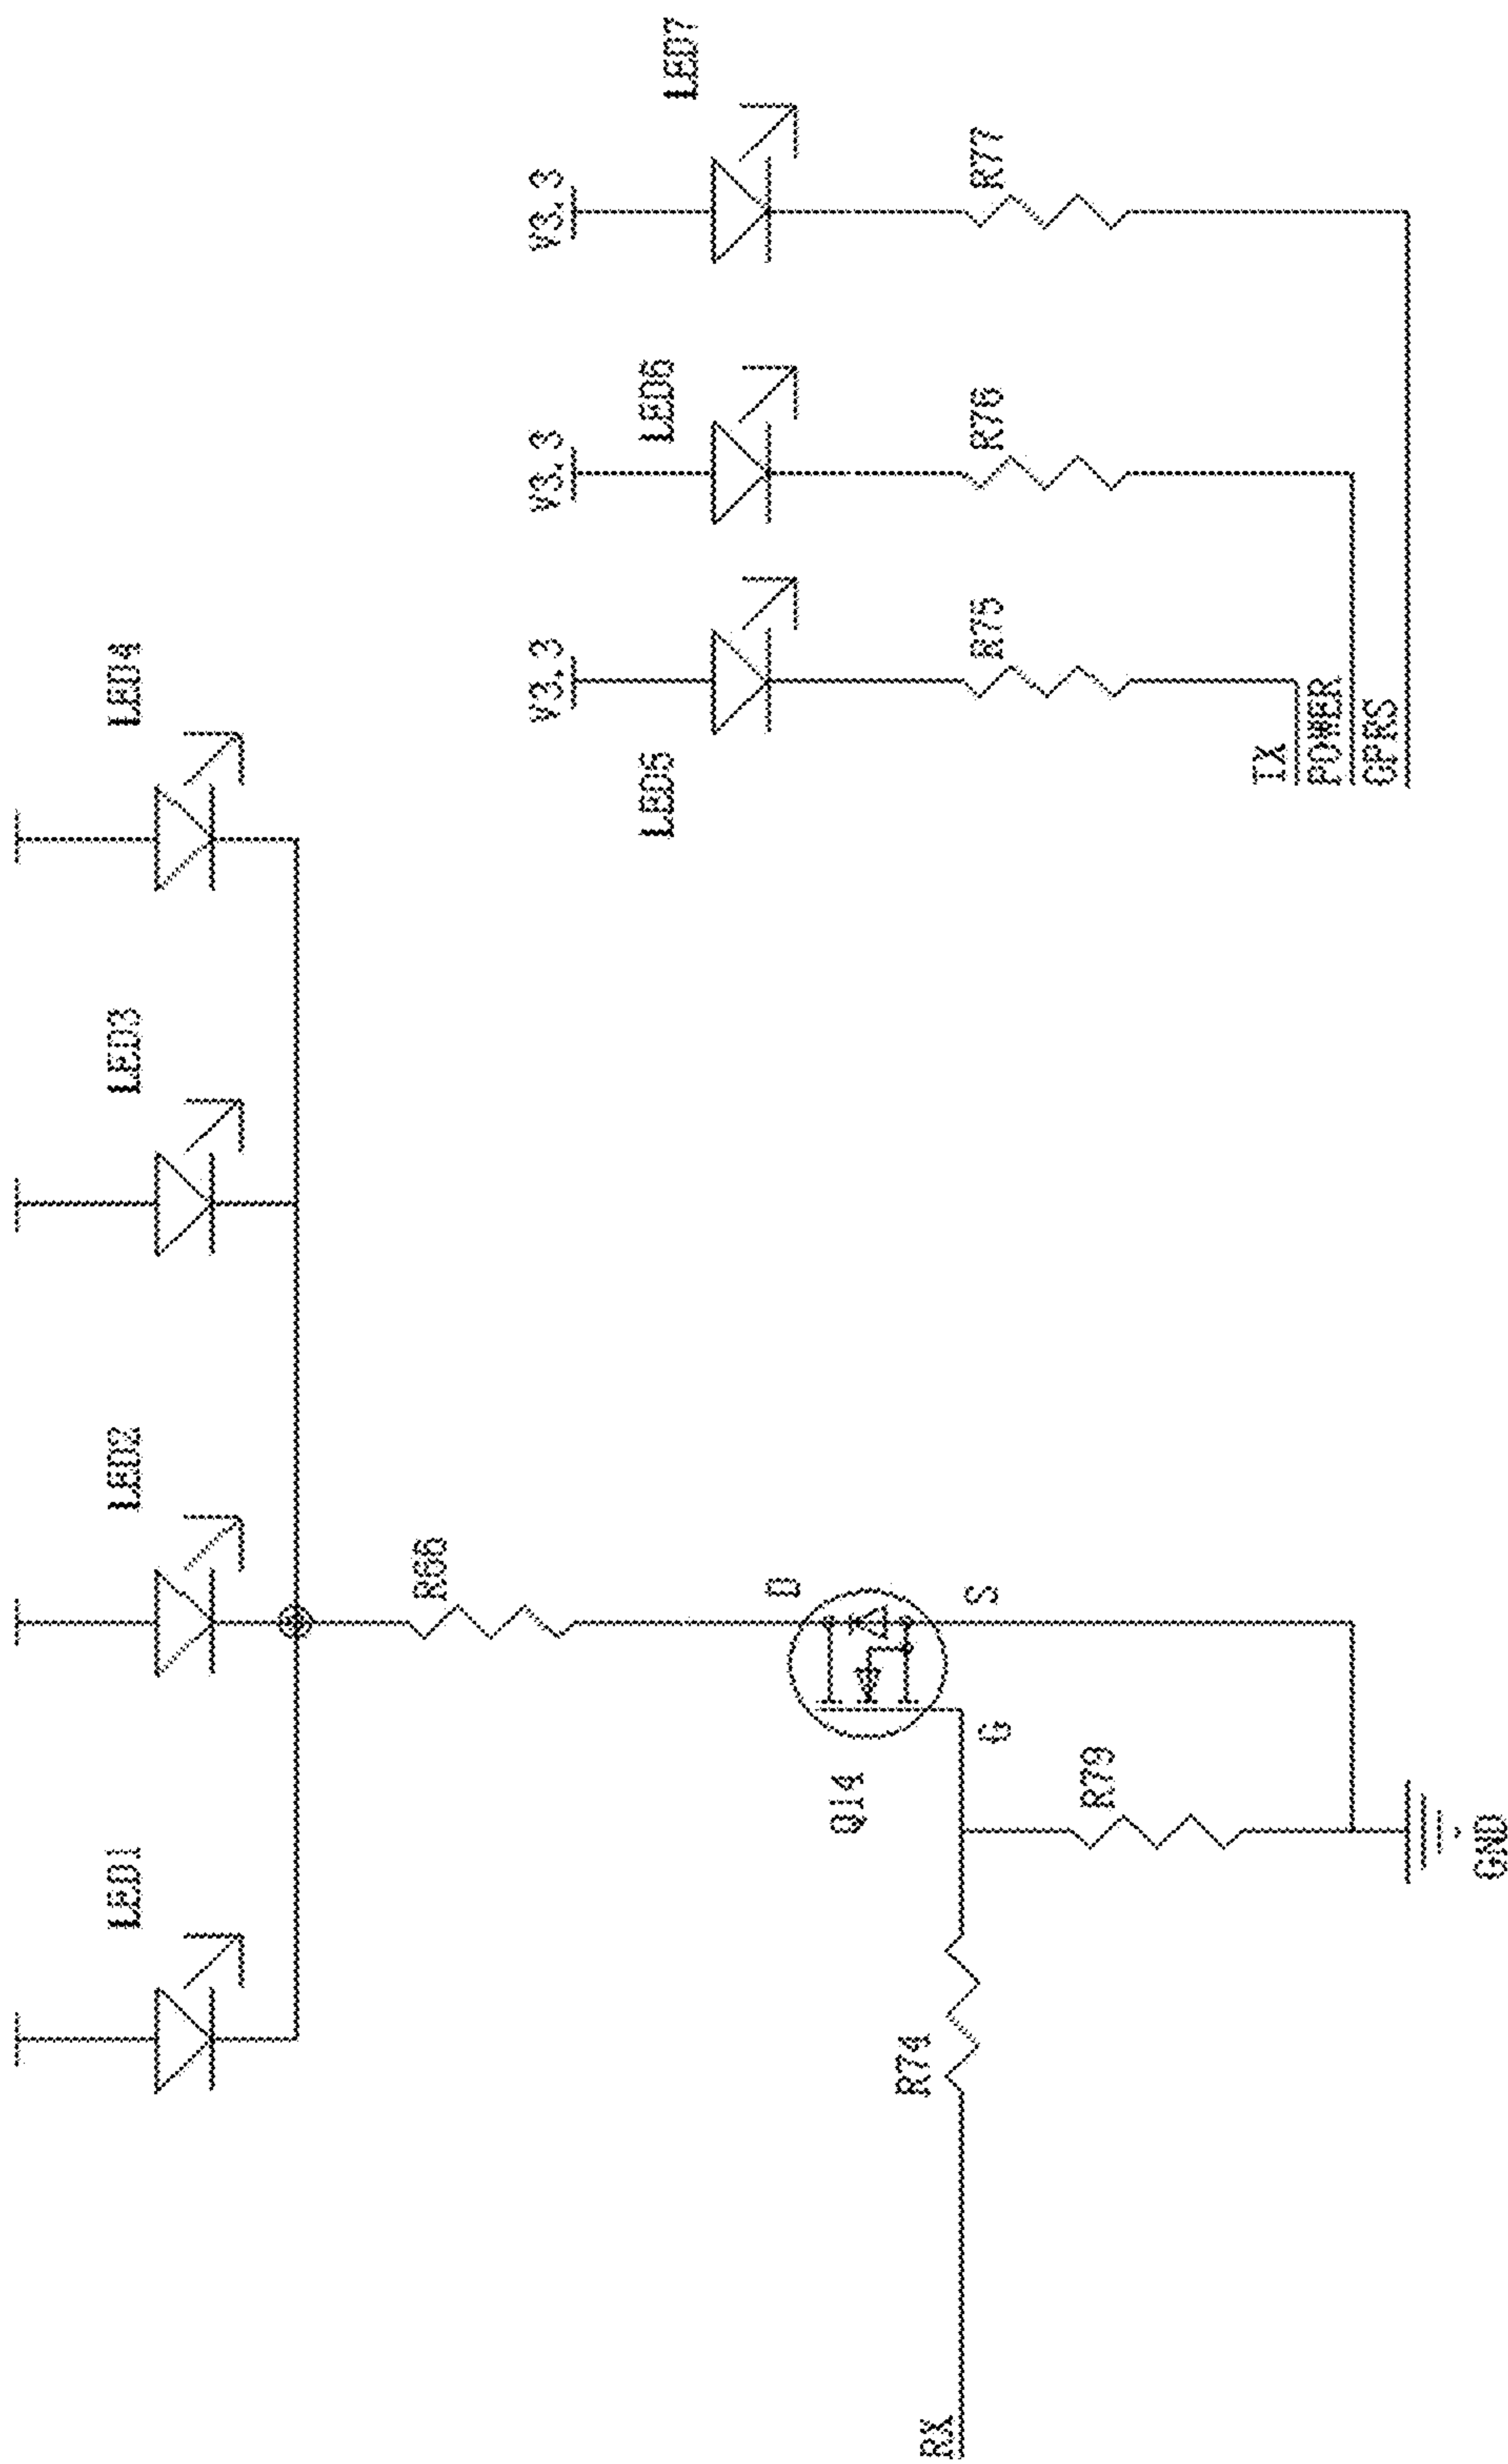 LED1
LED2
LED3
LED4
R66
D
S
G
Q14
R74
R79
RX
GND
V3.3
V3.3
V3.3
LED5
LED6
LED7
R75
R76
R77
TX
POWER
GPRS